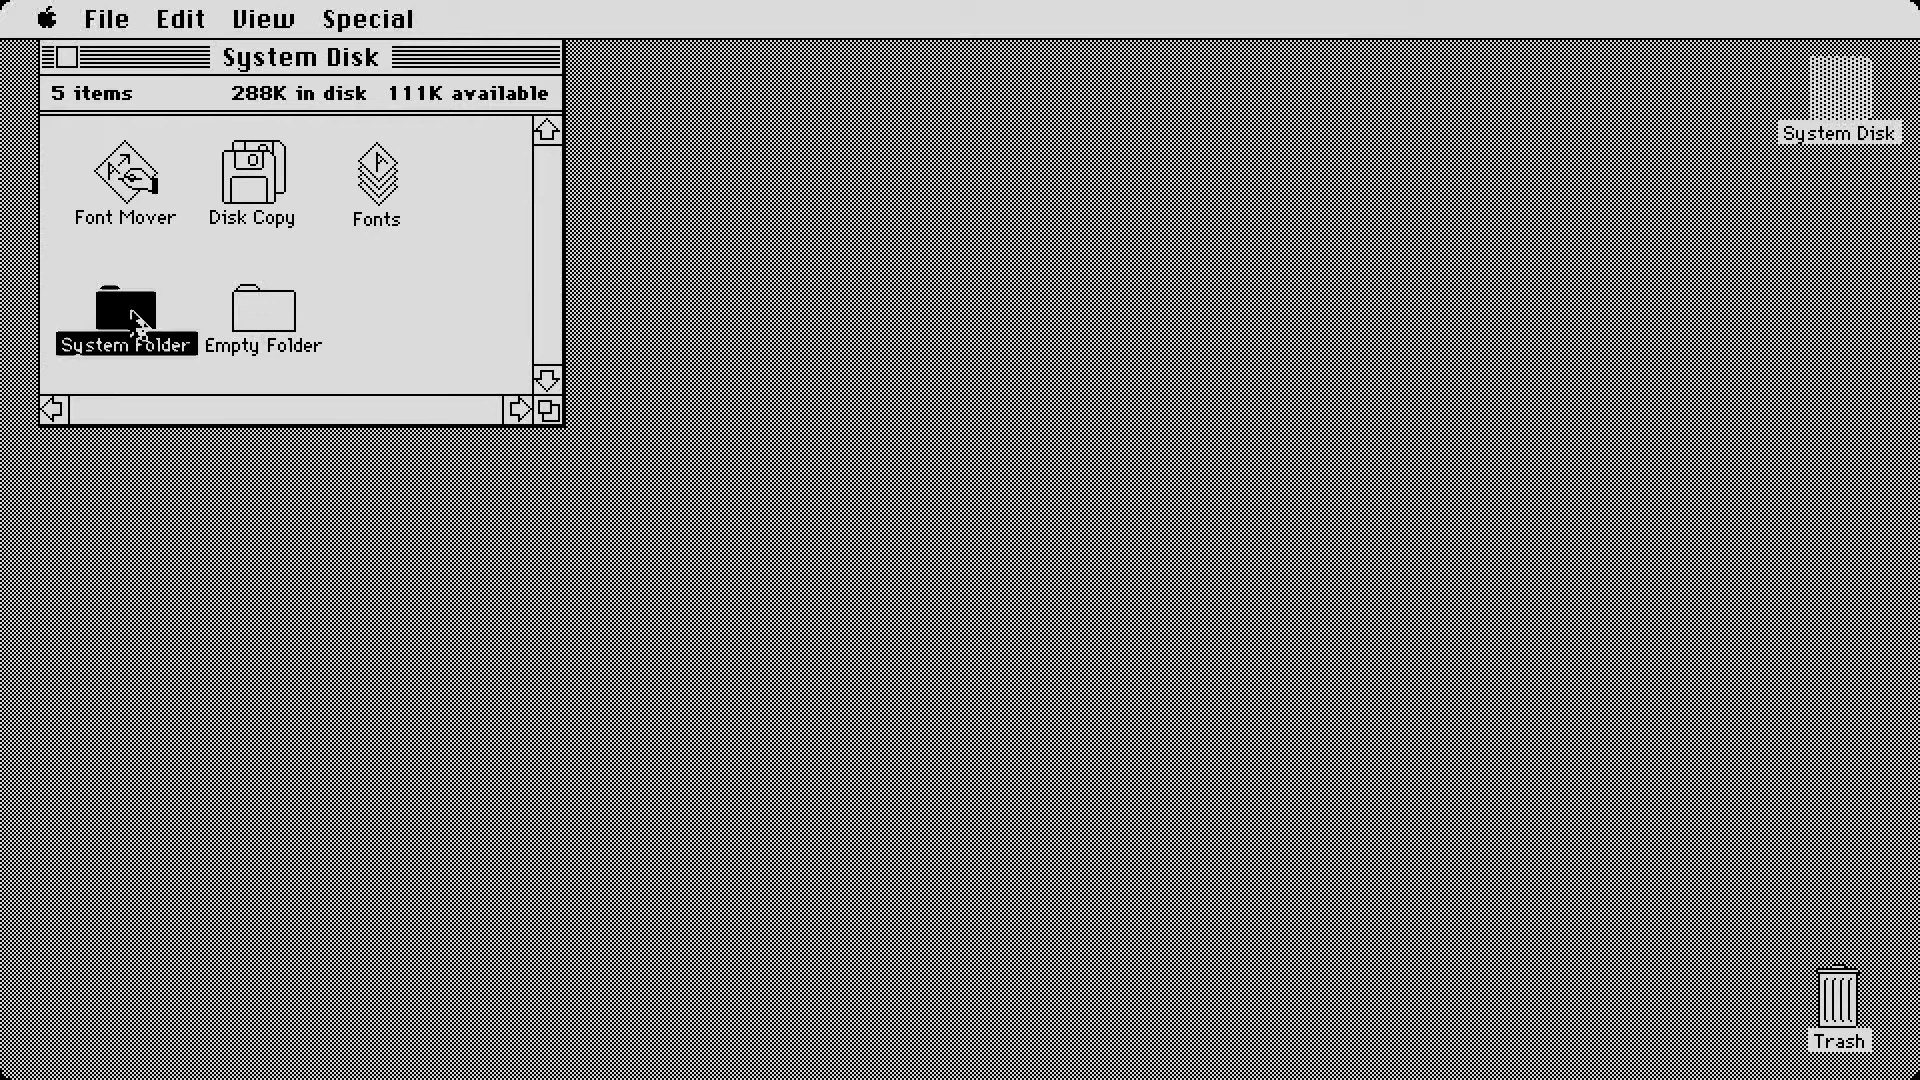 File Edit View Special
System Disk
5 items 288K in disk 111K available
Font Mover Disk Copy Fonts
System Folder Empty Folder
System Disk
Trash